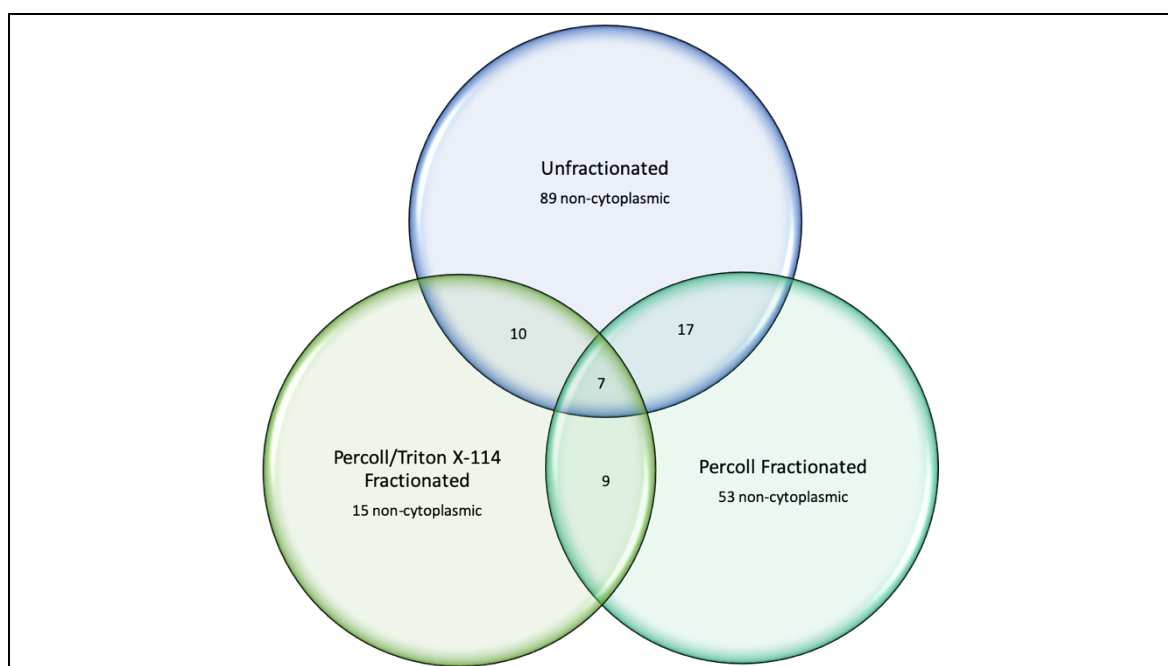 Unfractionated
89 non-cytoplasmic
10
17
7
Percoll/Triton X-114
Fractionated
15 non-cytoplasmic
9
Percoll Fractionated
53 non-cytoplasmic